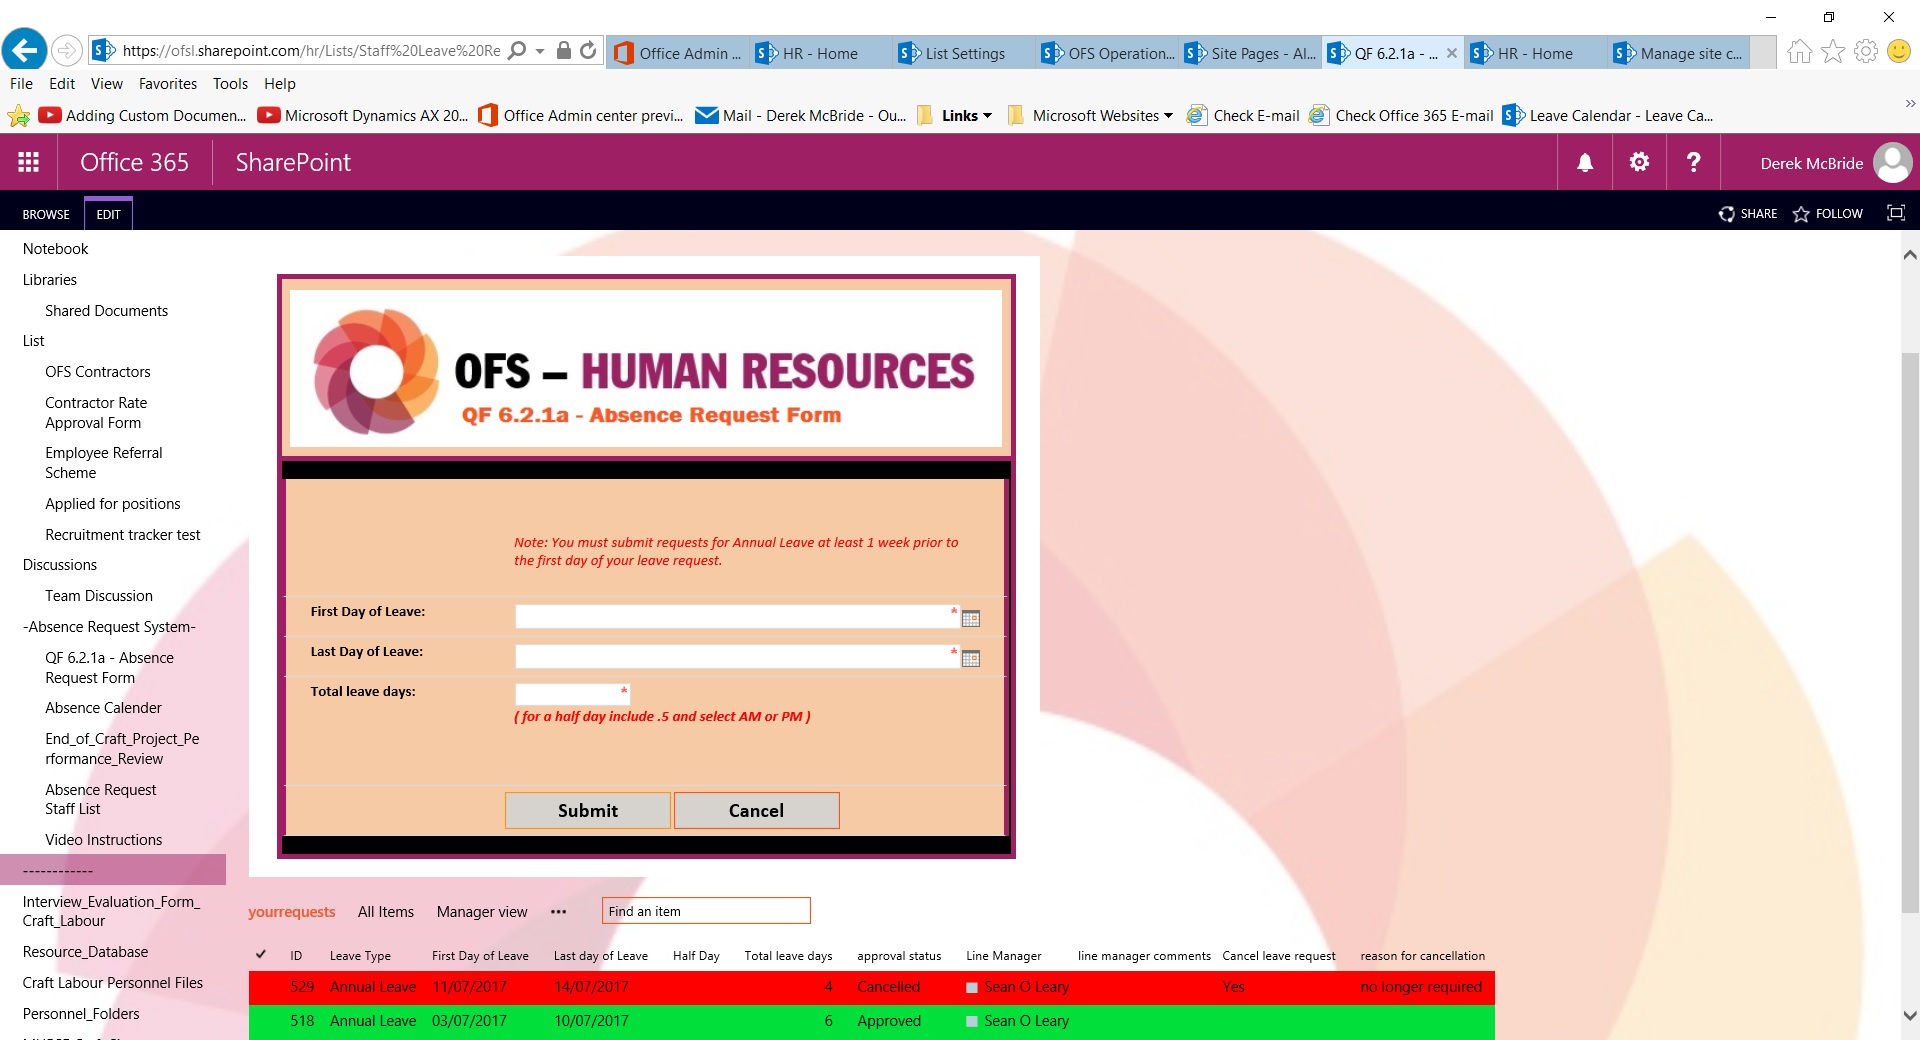 https://ofsl.sharepoint.com/hr/Lists/Staff%20Leave%20Re
Office Admin ...
HR - Home
List Settings
OFS Operation...
Site Pages - Al...
QF 6.2.1a - ...
HR - Home
Manage site c...
File Edit View Favorites Tools Help
Adding Custom Documen...
Microsoft Dynamics AX 20...
Office Admin center previ...
Mail - Derek McBride - Ou...
Links
Microsoft Websites
Check E-mail
Check Office 365 E-mail
Leave Calendar - Leave Ca...
Office 365
SharePoint
?
Derek McBride
BROWSE EDIT
SHARE FOLLOW
Notebook
Libraries
Shared Documents
List
OFS Contractors
Contractor Rate
Approval Form
Employee Referral
Scheme
Applied for positions
Recruitment tracker test
Discussions
Team Discussion
-Absence Request System-
QF 6.2.1a - Absence
Request Form
Absence Calender
End_of_Craft_Project_Pe
rformance_Review
Absence Request
Staff List
Video Instructions
------------
Interview_Evaluation_Form_
Craft_Labour
Resource_Database
Craft Labour Personnel Files
Personnel_Folders
OFS – HUMAN RESOURCES
QF 6.2.1a - Absence Request Form
Note: You must submit requests for Annual Leave at least 1 week prior to
the first day of your leave request.
First Day of Leave: *
Last Day of Leave: *
Total leave days: *
( for a half day include .5 and select AM or PM )
Submit Cancel
yourrequests All Items Manager view ••• Find an item
ID Leave Type First Day of Leave Last day of Leave Half Day Total leave days approval status Line Manager line manager comments Cancel leave request reason for cancellation
529 Annual Leave 11/07/2017 14/07/2017 4 Cancelled Sean O Leary Yes no longer required
518 Annual Leave 03/07/2017 10/07/2017 6 Approved Sean O Leary